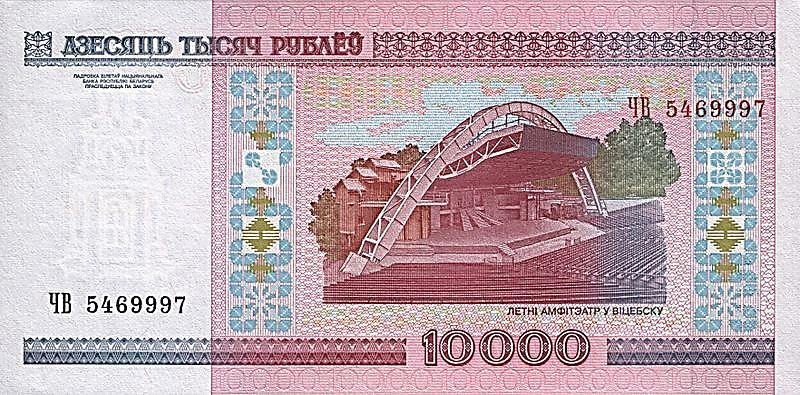 ДЗЕСЯЦЬ ТЫСЯЧ РУБЛЁЎ
ПАДРОБКА БІЛЕТАЎ НАЦЫЯНАЛЬНАГА
БАНКА РЭСПУБЛІКІ БЕЛАРУСЬ
ПРАСЛЕДУЕЦЦА ПА ЗАКОНУ
ЧВ 5469997
ЧВ 5469997
ЛЕТНІ АМФІТЭАТР У ВІЦЕБСКУ
10000